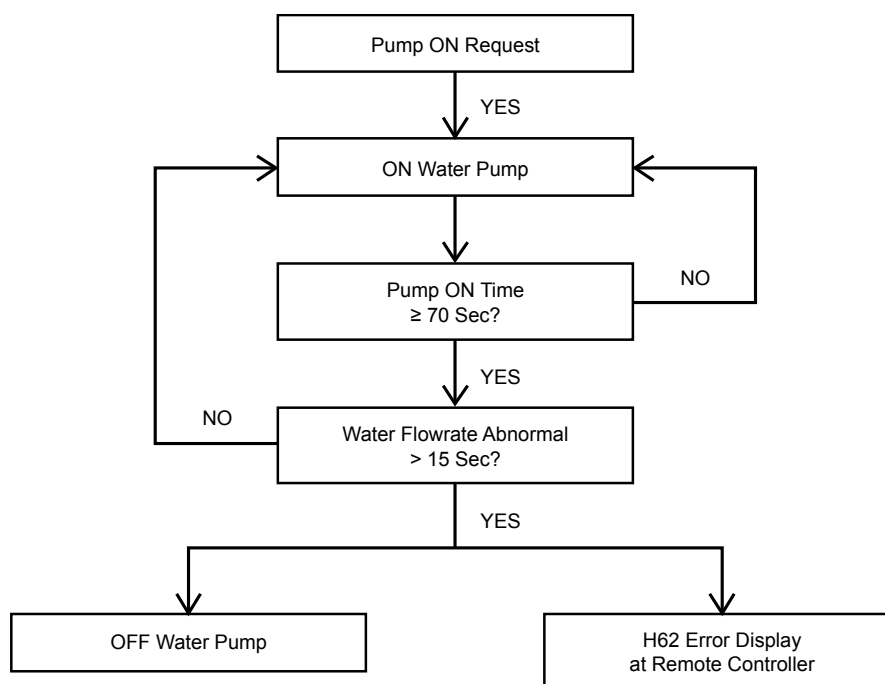 Pump ON Request
YES
ON Water Pump
Pump ON Time
≥ 70 Sec?
NO
YES
Water Flowrate Abnormal
> 15 Sec?
NO
YES
OFF Water Pump
H62 Error Display
at Remote Controller